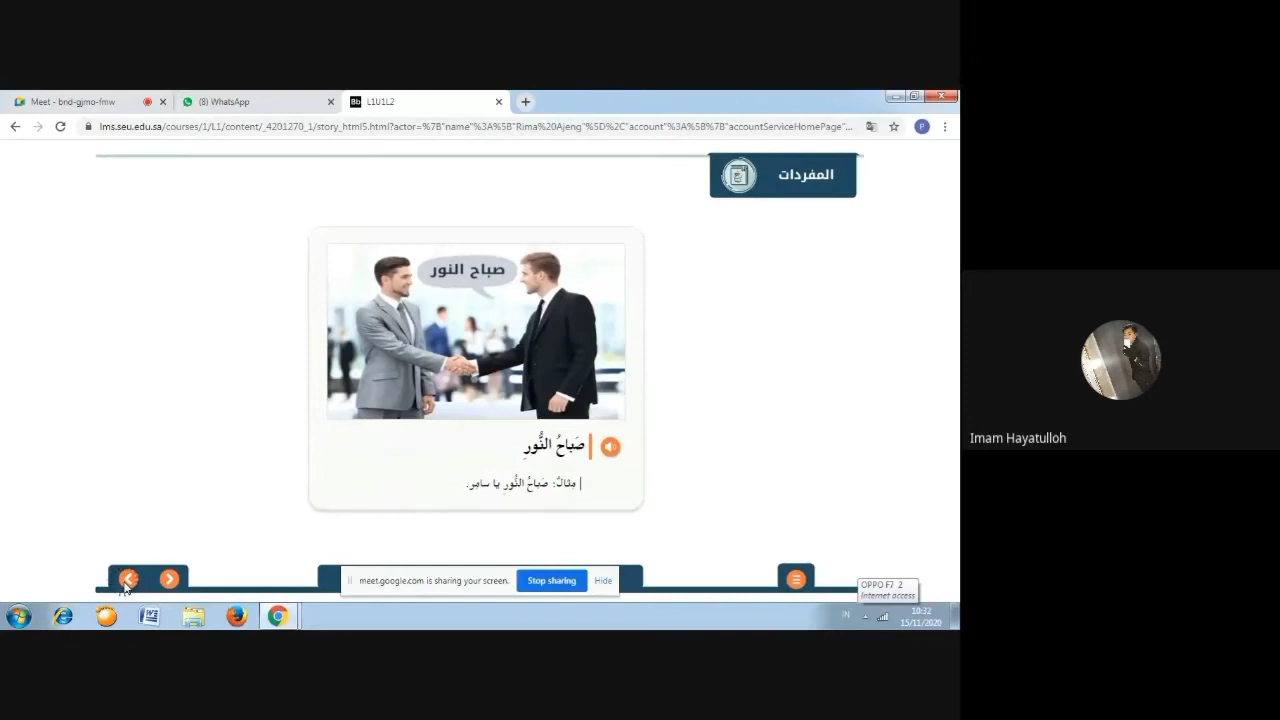 Meet - bnd-gjmo-fmw
(8) WhatsApp
Bb L1U1L2
lms.seu.edu.sa/courses/1/L1/content/_4201270_1/story_html5.html?actor=%7B"name"%3A%5B"Rima%20Ajeng"%5D%2C"account"%3A%5B%7B"accountServiceHomePage"...
P
المفردات
صباح النور
صَباحُ النُّورِ
| مِثالٌ: صَباحُ النُّورِ يا سامِر.
meet.google.com is sharing your screen.
Stop sharing
Hide
OPPO F7 2
Internet access
IN
10:32
15/11/2020
Imam Hayatulloh